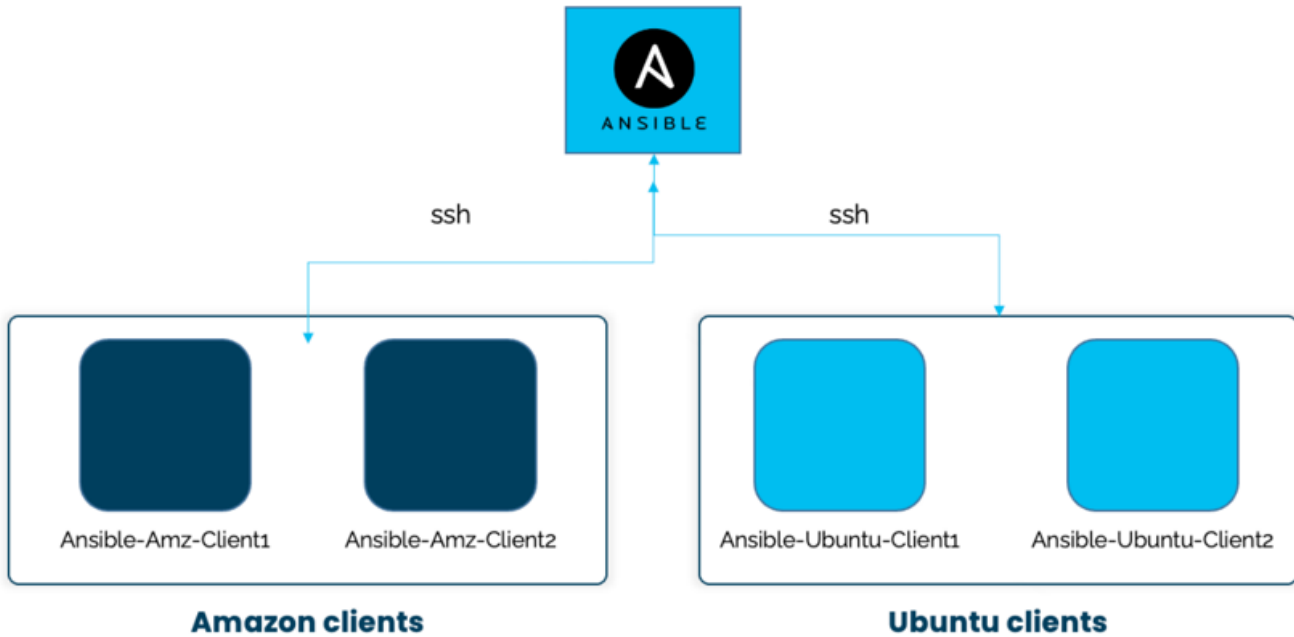 ANSIBLE
ssh
ssh
Ansible-Amz-Client1
Ansible-Amz-Client2
Ansible-Ubuntu-Client1
Ansible-Ubuntu-Client2
Amazon clients
Ubuntu clients